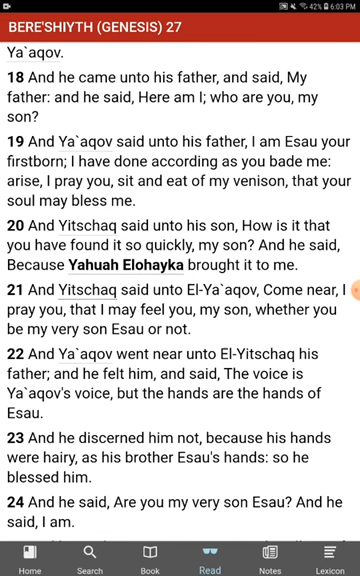 42% 6:03 PM
BERE'SHIYTH (GENESIS) 27
Ya`aqov.
18 And he came unto his father, and said, My
father: and he said, Here am I; who are you, my
son?
19 And Ya`aqov said unto his father, I am Esau your
firstborn; I have done according as you bade me:
arise, I pray you, sit and eat of my venison, that your
soul may bless me.
20 And Yitschaq said unto his son, How is it that
you have found it so quickly, my son? And he said,
Because Yahuah Elohayka brought it to me.
21 And Yitschaq said unto El-Ya`aqov, Come near, I
pray you, that I may feel you, my son, whether you
be my very son Esau or not.
22 And Ya`aqov went near unto El-Yitschaq his
father; and he felt him, and said, The voice is
Ya`aqov's voice, but the hands are the hands of
Esau.
23 And he discerned him not, because his hands
were hairy, as his brother Esau's hands: so he
blessed him.
24 And he said, Are you my very son Esau? And he
said, I am.
Home Search Book Read Notes Lexicon